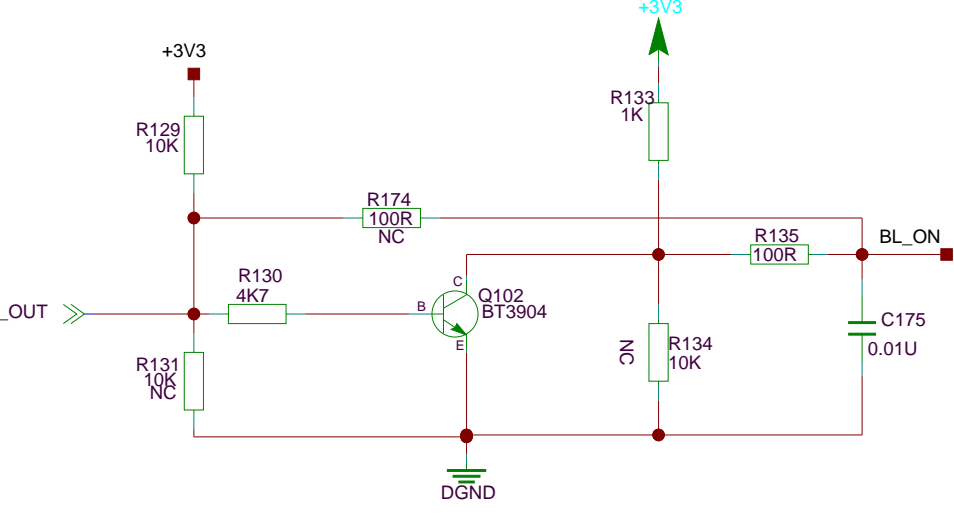 +3V3
+3V3
R133
1K
R129
10K
R174
100R
NC
R135
100R
BL_ON
R130
4K7
C
Q102
B
BT3904
_OUT
E
C175
0.01U
NC
R134
10K
R131
10K
NC
DGND